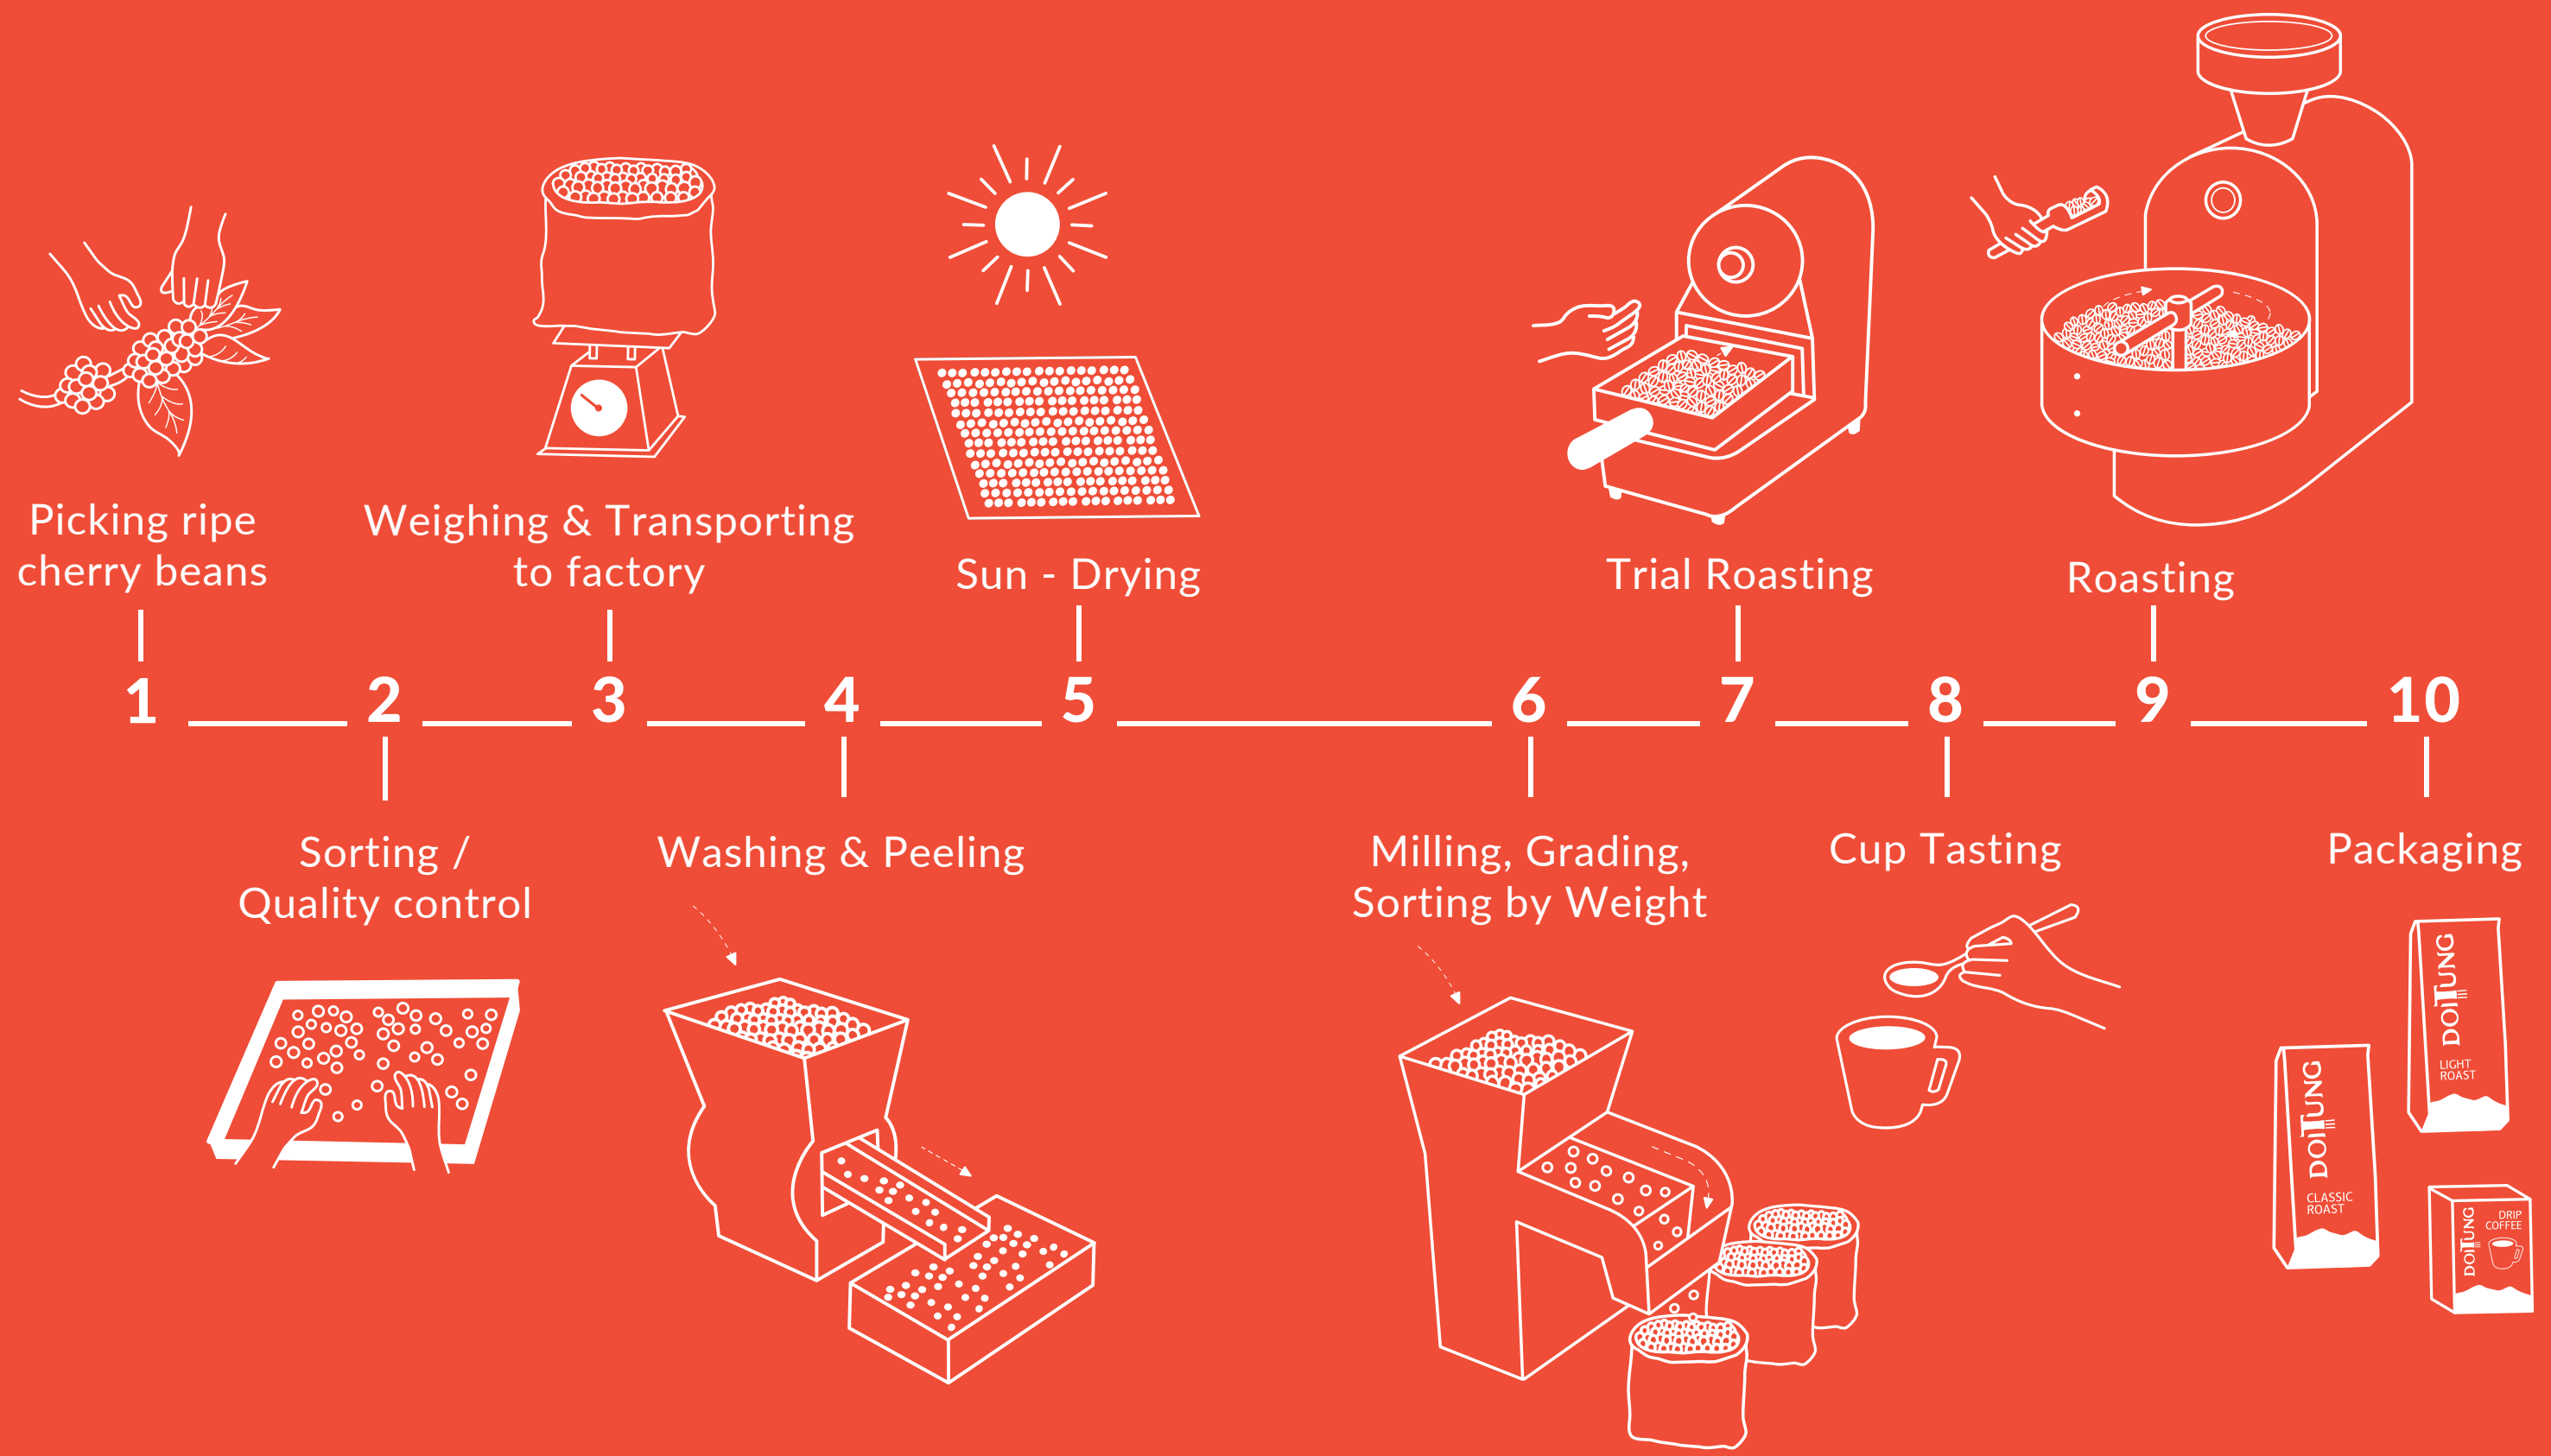 Picking ripe
cherry beans
Weighing & Transporting
to factory
Sun - Drying
Trial Roasting
Roasting
1
2
3
4
5
6
7
8
9
10
Sorting /
Quality control
Washing & Peeling
Milling, Grading,
Sorting by Weight
Cup Tasting
Packaging
DOITUNG
LIGHT
ROAST
DOITUNG
CLASSIC
ROAST
DOITUNG
DRIP
COFFEE